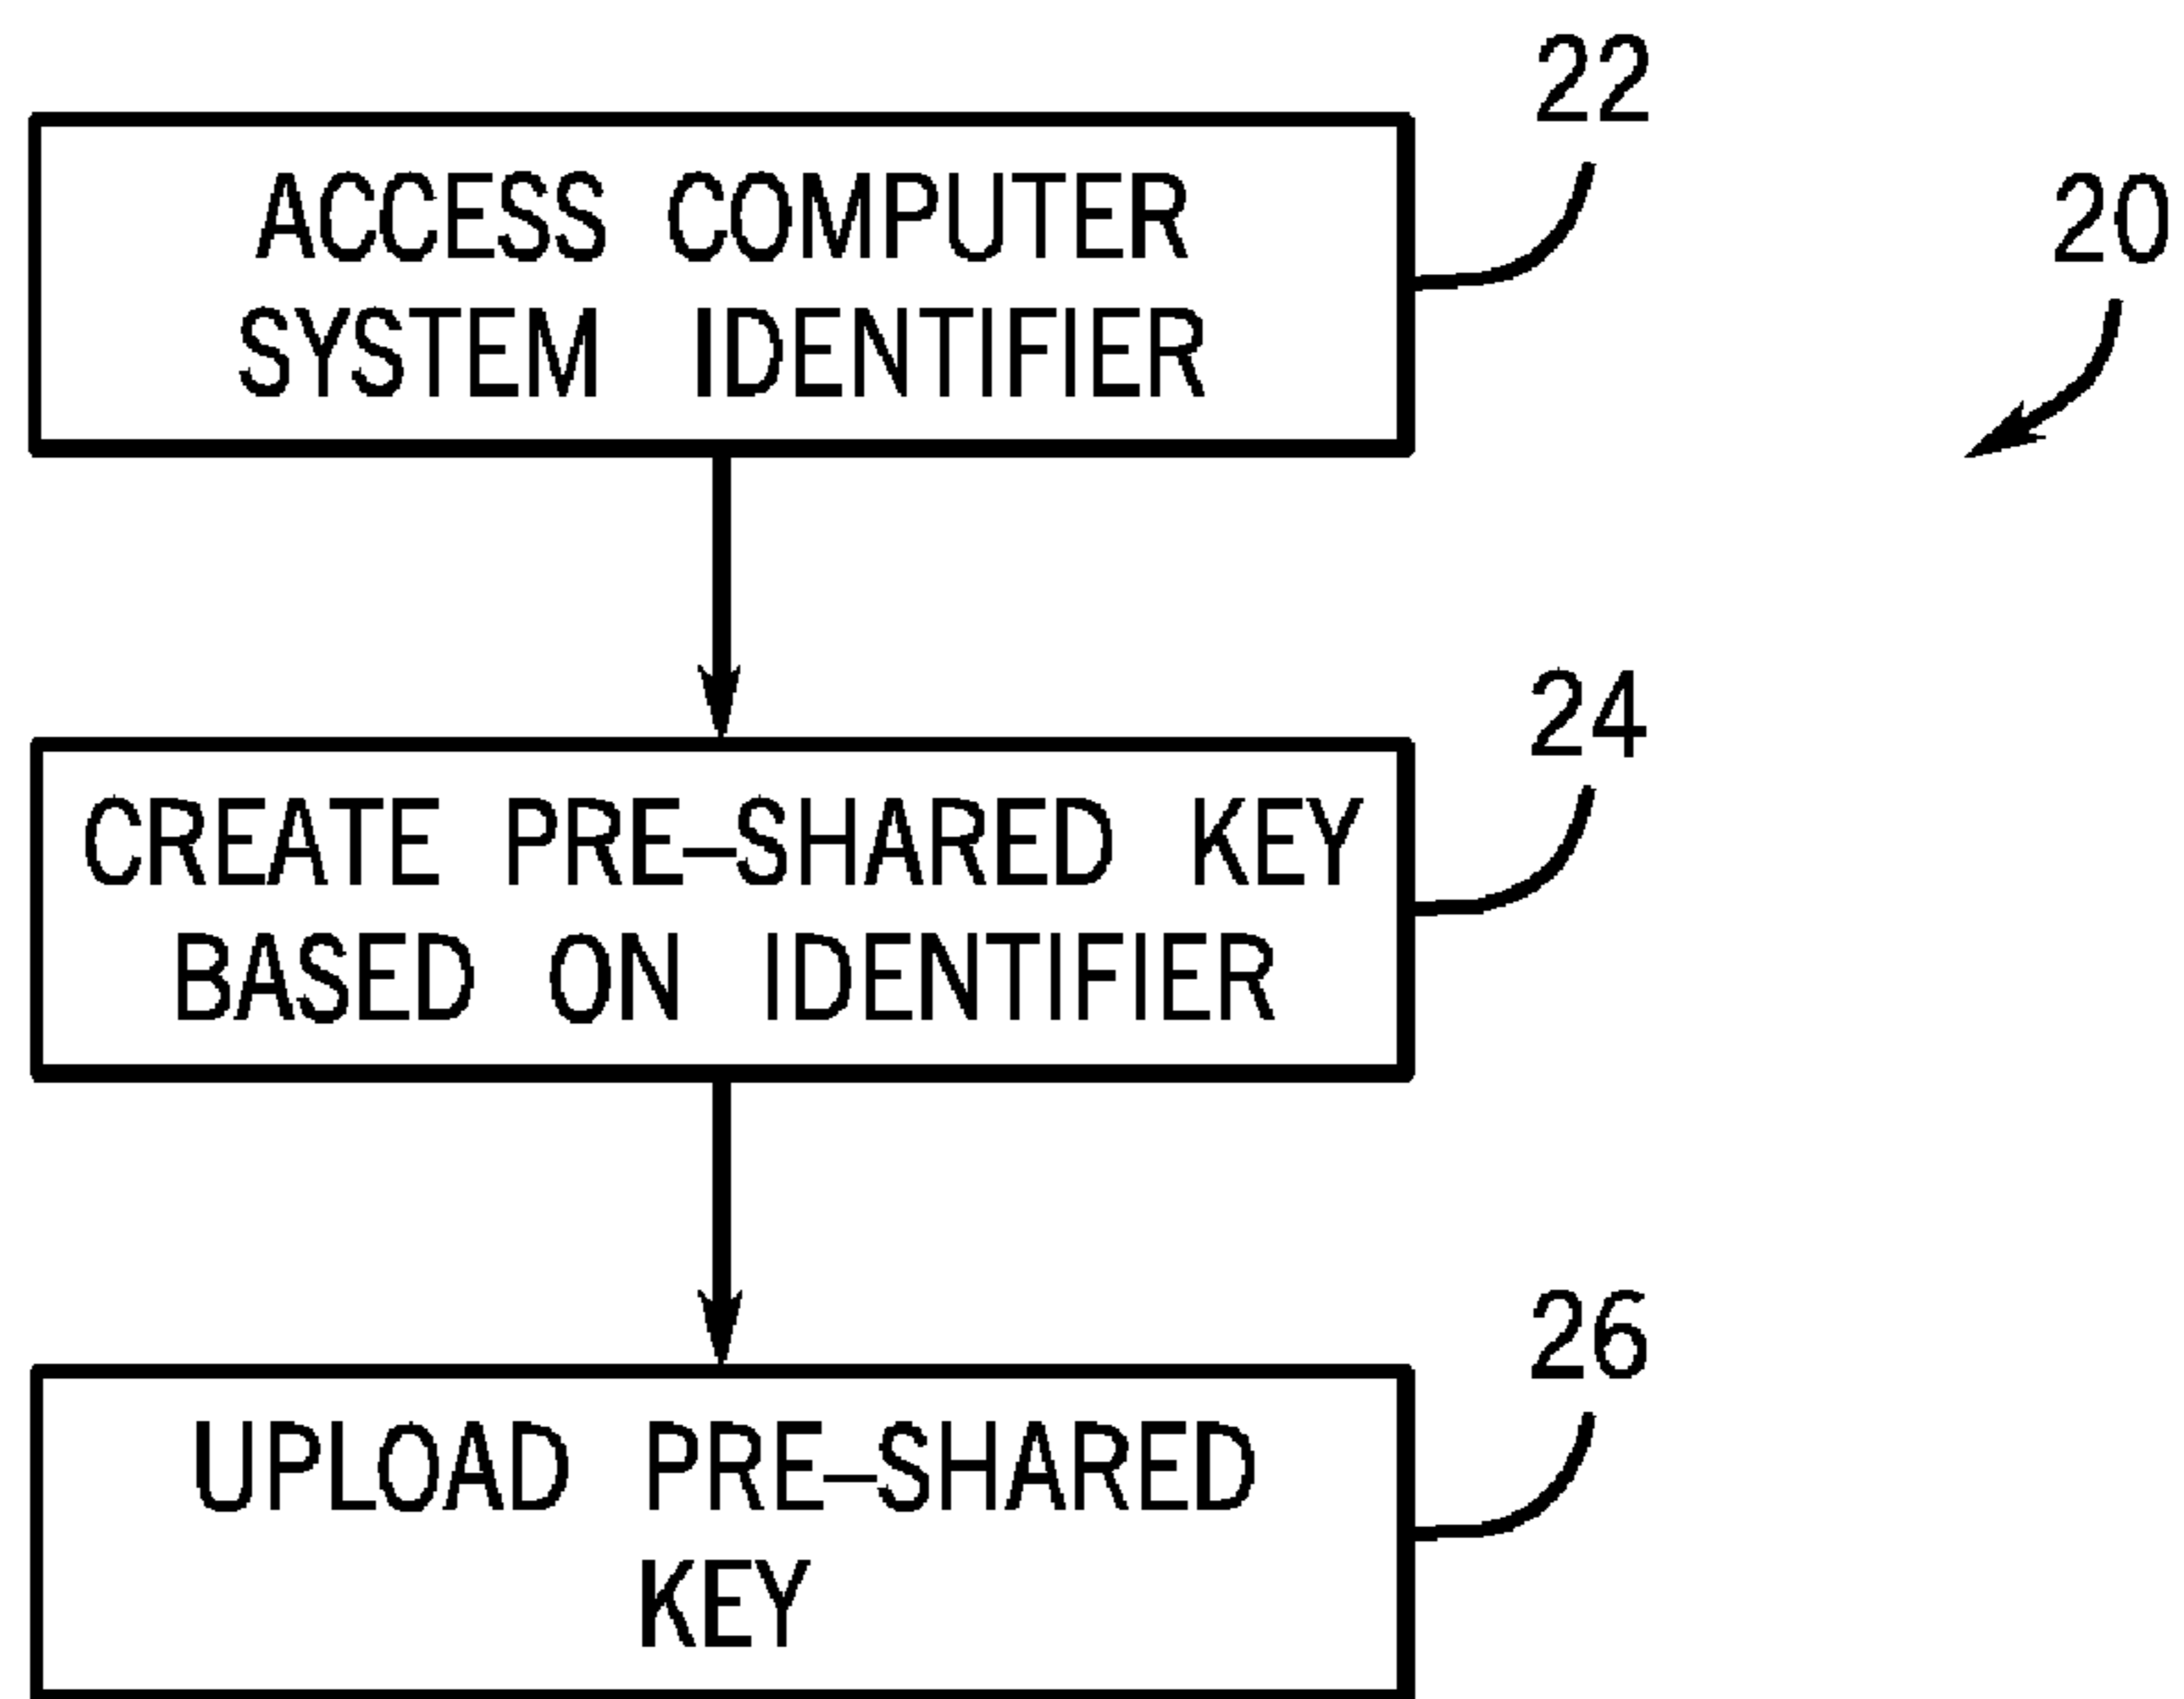 22
ACCESS COMPUTER
SYSTEM IDENTIFIER
20
24
CREATE PRE–SHARED KEY
BASED ON IDENTIFIER
26
UPLOAD PRE–SHARED
KEY